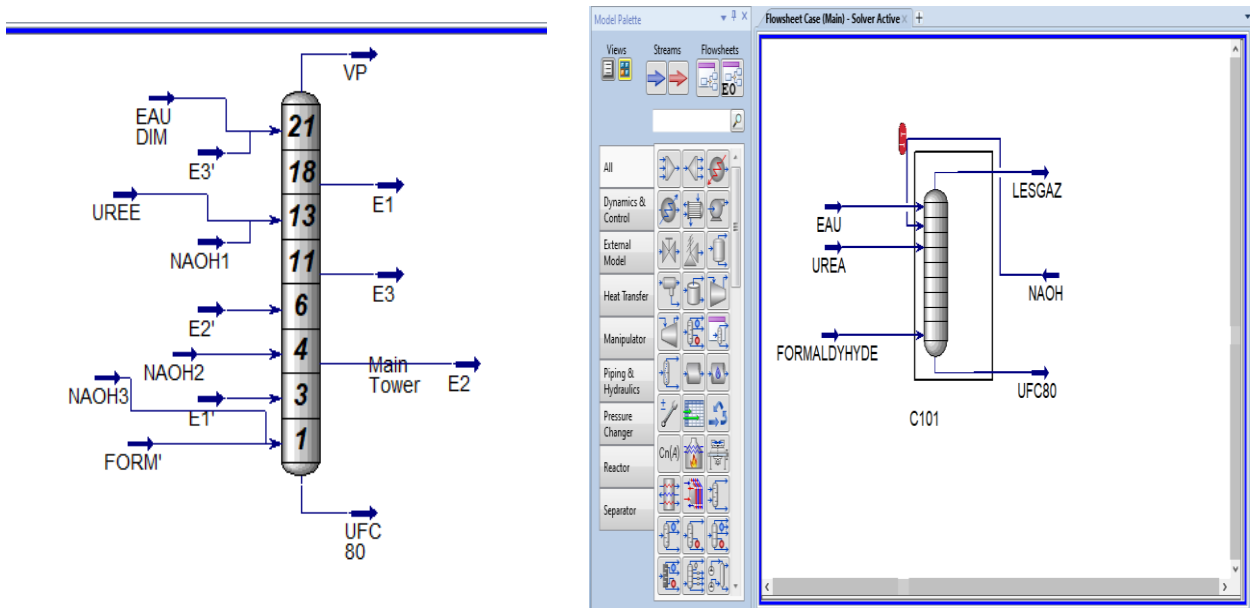 VP
EAU
DIM
21
E3'
18
E1
UREE
13
NAOH1
11
E3
6
E2'
4
NAOH2
Main
Tower
E2
NAOH3
3
E1'
1
FORM'
UFC
80
Model Palette
Views
Streams
Flowsheets
EO
All
Dynamics &
Control
External
Model
Heat Transfer
Manipulator
Piping &
Hydraulics
Pressure
Changer
Reactor
Separator
Cn(A)
Flowsheet Case (Main) - Solver Active
LESGAZ
EAU
UREA
NAOH
FORMALDYHYDE
UFC80
C101